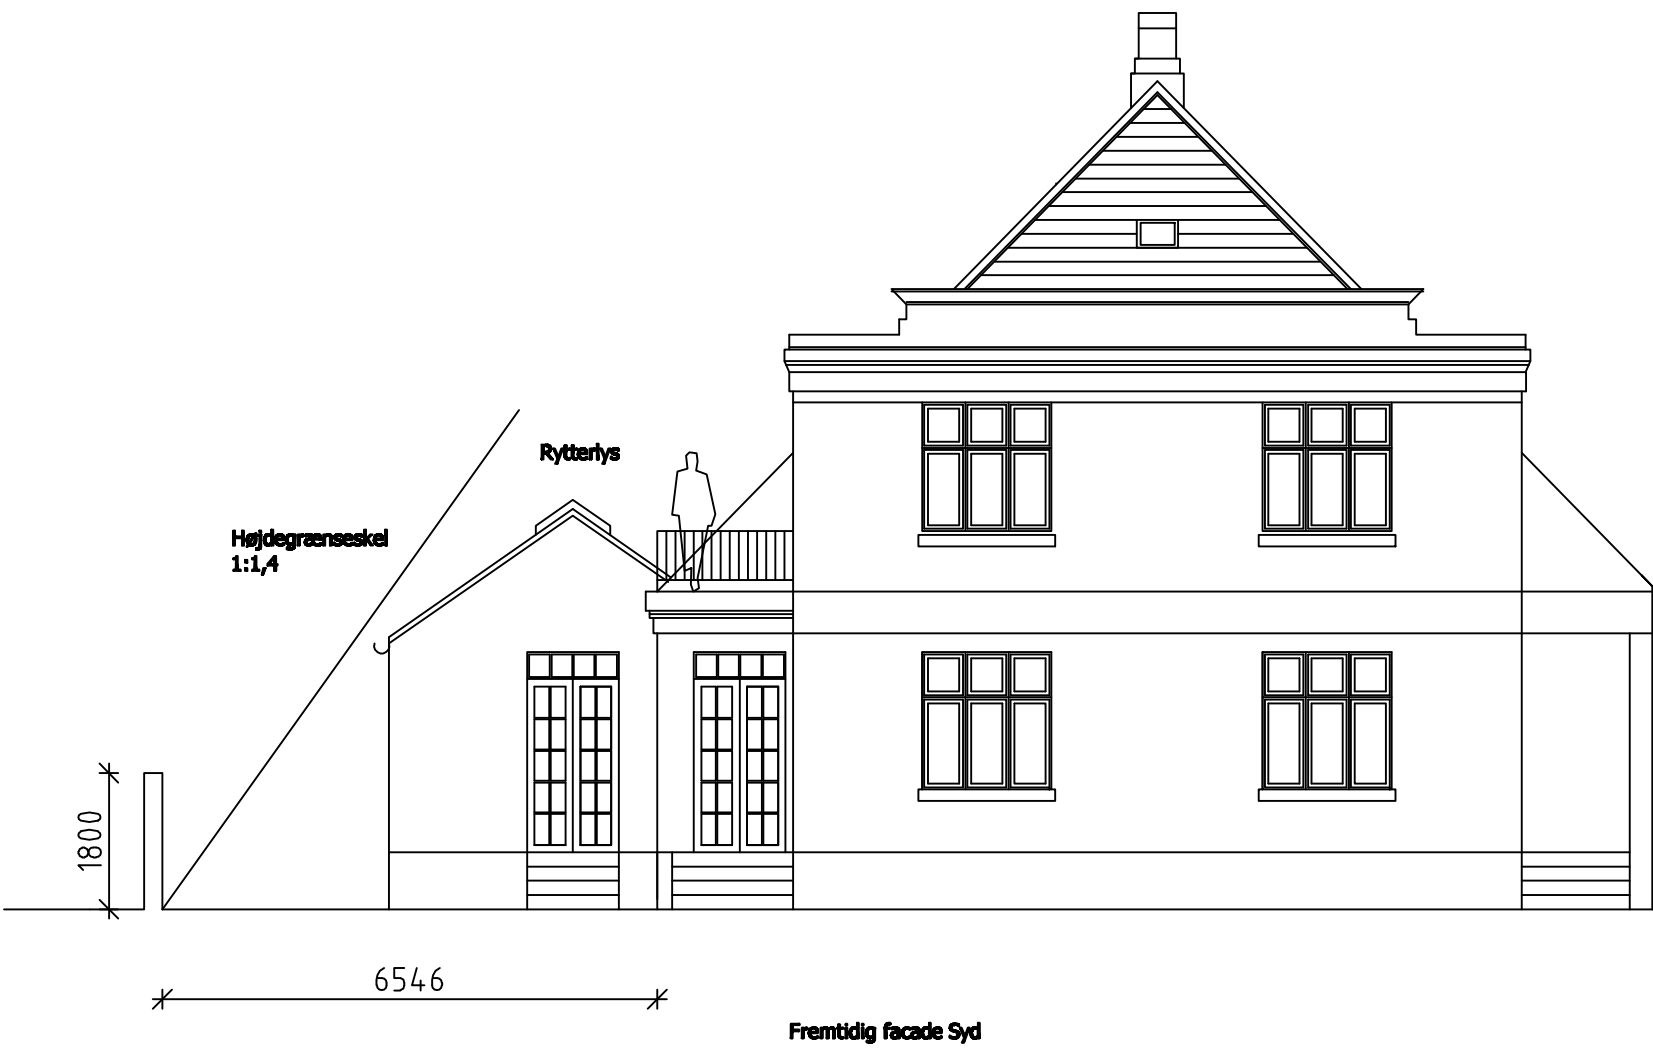 Rytterlys
Højdegrænseskel
1:1,4
1800
6546
Fremtidig facade Syd